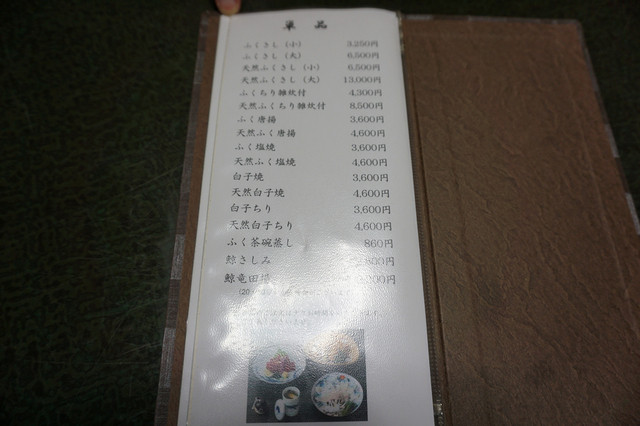 単品
ふくさし（小） 3,250円
ふくさし（大） 6,500円
天然ふくさし（小） 6,500円
天然ふくさし（大） 13,000円
ふくちり雑炊付 4,300円
天然ふくちり雑炊付 8,500円
ふく唐揚 3,600円
天然ふく唐揚 4,600円
ふく塩焼 3,600円
天然ふく塩焼 4,600円
白子焼 3,600円
天然白子焼 4,600円
白子ちり 3,600円
天然白子ちり 4,600円
ふく茶碗蒸し 860円
鯨さしみ
鯨竜田揚